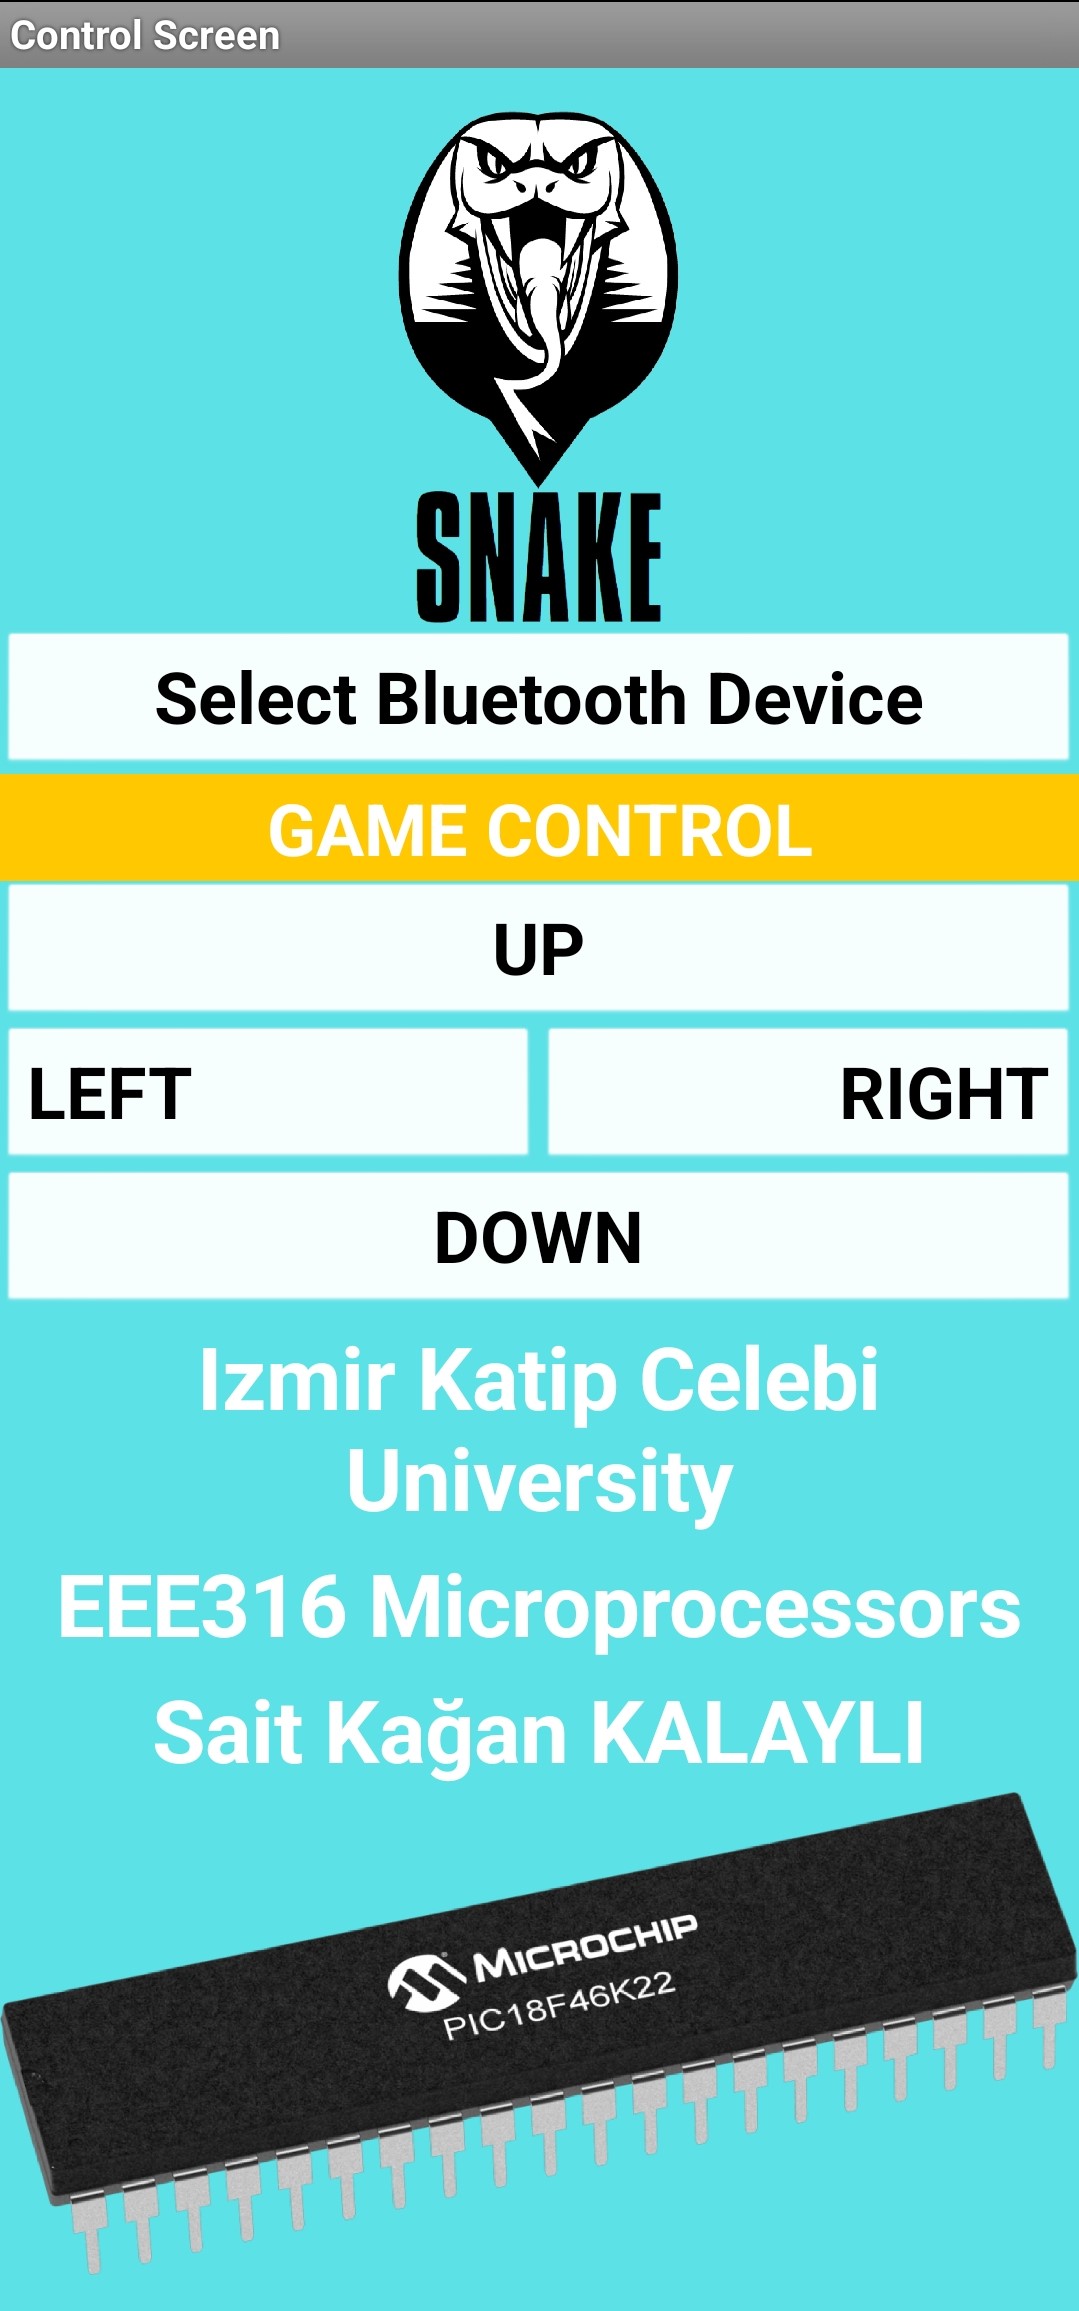 Control Screen
SNAKE
Select Bluetooth Device
GAME CONTROL
UP
LEFT
RIGHT
DOWN
Izmir Katip Celebi
University
EEE316 Microprocessors
Sait Kağan KALAYLI
MICROCHIP
PIC18F46K22